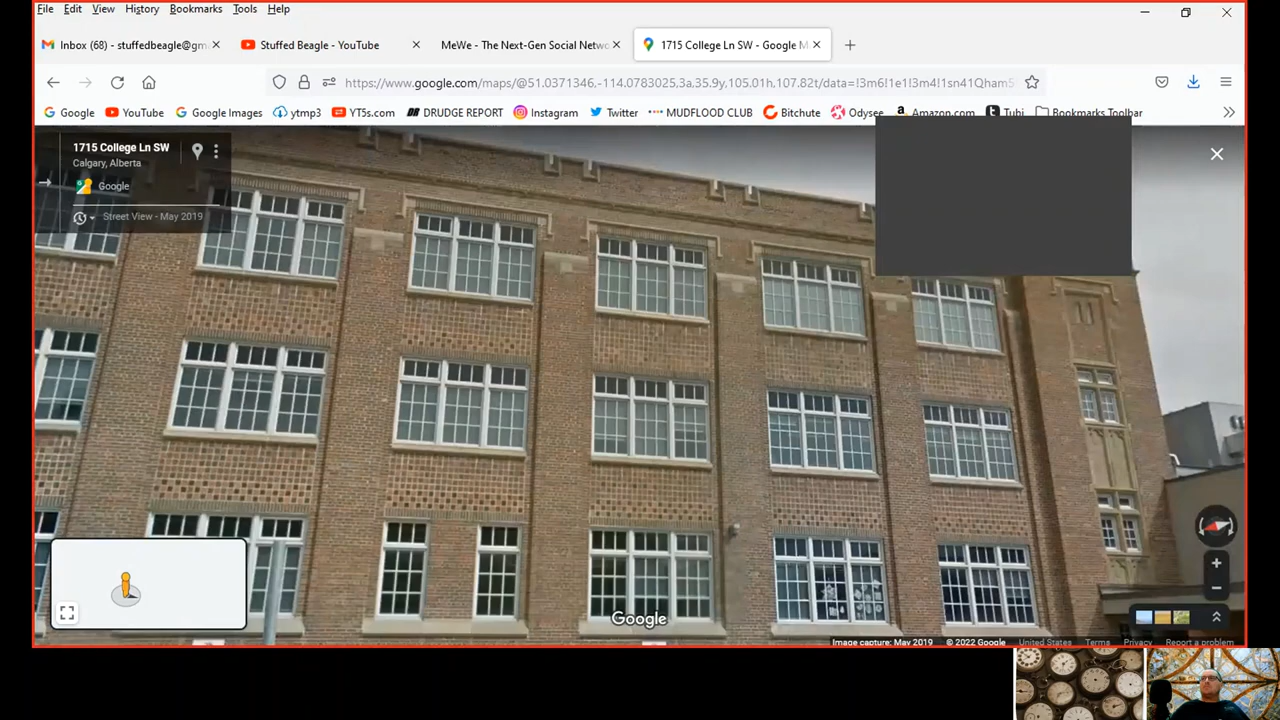 File Edit View History Bookmarks Tools Help
Inbox (68) - stuffedbeagle@gm
Stuffed Beagle - YouTube
MeWe - The Next-Gen Social Netwo
1715 College Ln SW - Google M
https://www.google.com/maps/@51.0371346,-114.0783025,3a,35.9y,105.01h,107.82t/data=!3m6!1e1!3m4!1sn41Qham5
Google YouTube Google Images ytmp3 YT5s.com DRUDGE REPORT Instagram Twitter MUDFLOOD CLUB Bitchute Odysee Amazon.com Tubi Bookmarks Toolbar
1715 College Ln SW
Calgary, Alberta
Google
Street View - May 2019
Google
Image capture: May 2019 © 2022 Google United States Terms Privacy Report a problem